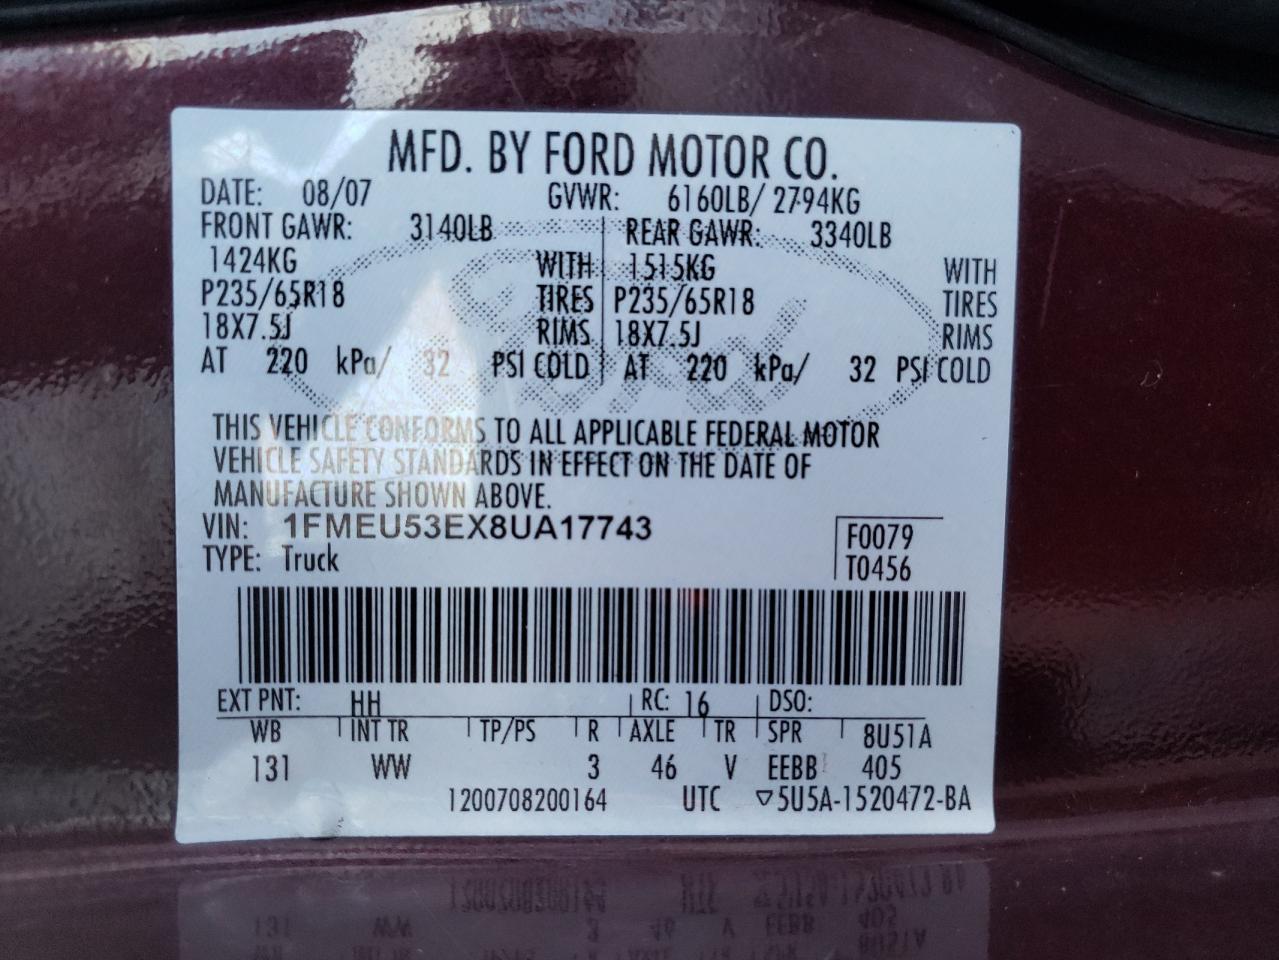 MFD. BY FORD MOTOR CO.
DATE: 08/07 GVWR: 6160LB/ 2794KG
FRONT GAWR: 3140LB REAR GAWR: 3340LB
1424KG WITH 1515KG WITH
P235/65R18 TIRES P235/65R18 TIRES
18X7.5J RIMS 18X7.5J RIMS
AT 220 kPa/ 32 PSI COLD AT 220 kPa/ 32 PSI COLD
Ford
THIS VEHICLE CONFORMS TO ALL APPLICABLE FEDERAL MOTOR
VEHICLE SAFETY STANDARDS IN EFFECT ON THE DATE OF
MANUFACTURE SHOWN ABOVE.
VIN: 1FMEU53EX8UA17743 F0079
TYPE: Truck T0456
EXT PNT: HH RC: 16 DSO:
WB INT TR TP/PS R AXLE TR SPR 8U51A
131 WW 3 46 V EEBB 405
1200708200164 UTC ▽5U5A-1520472-BA